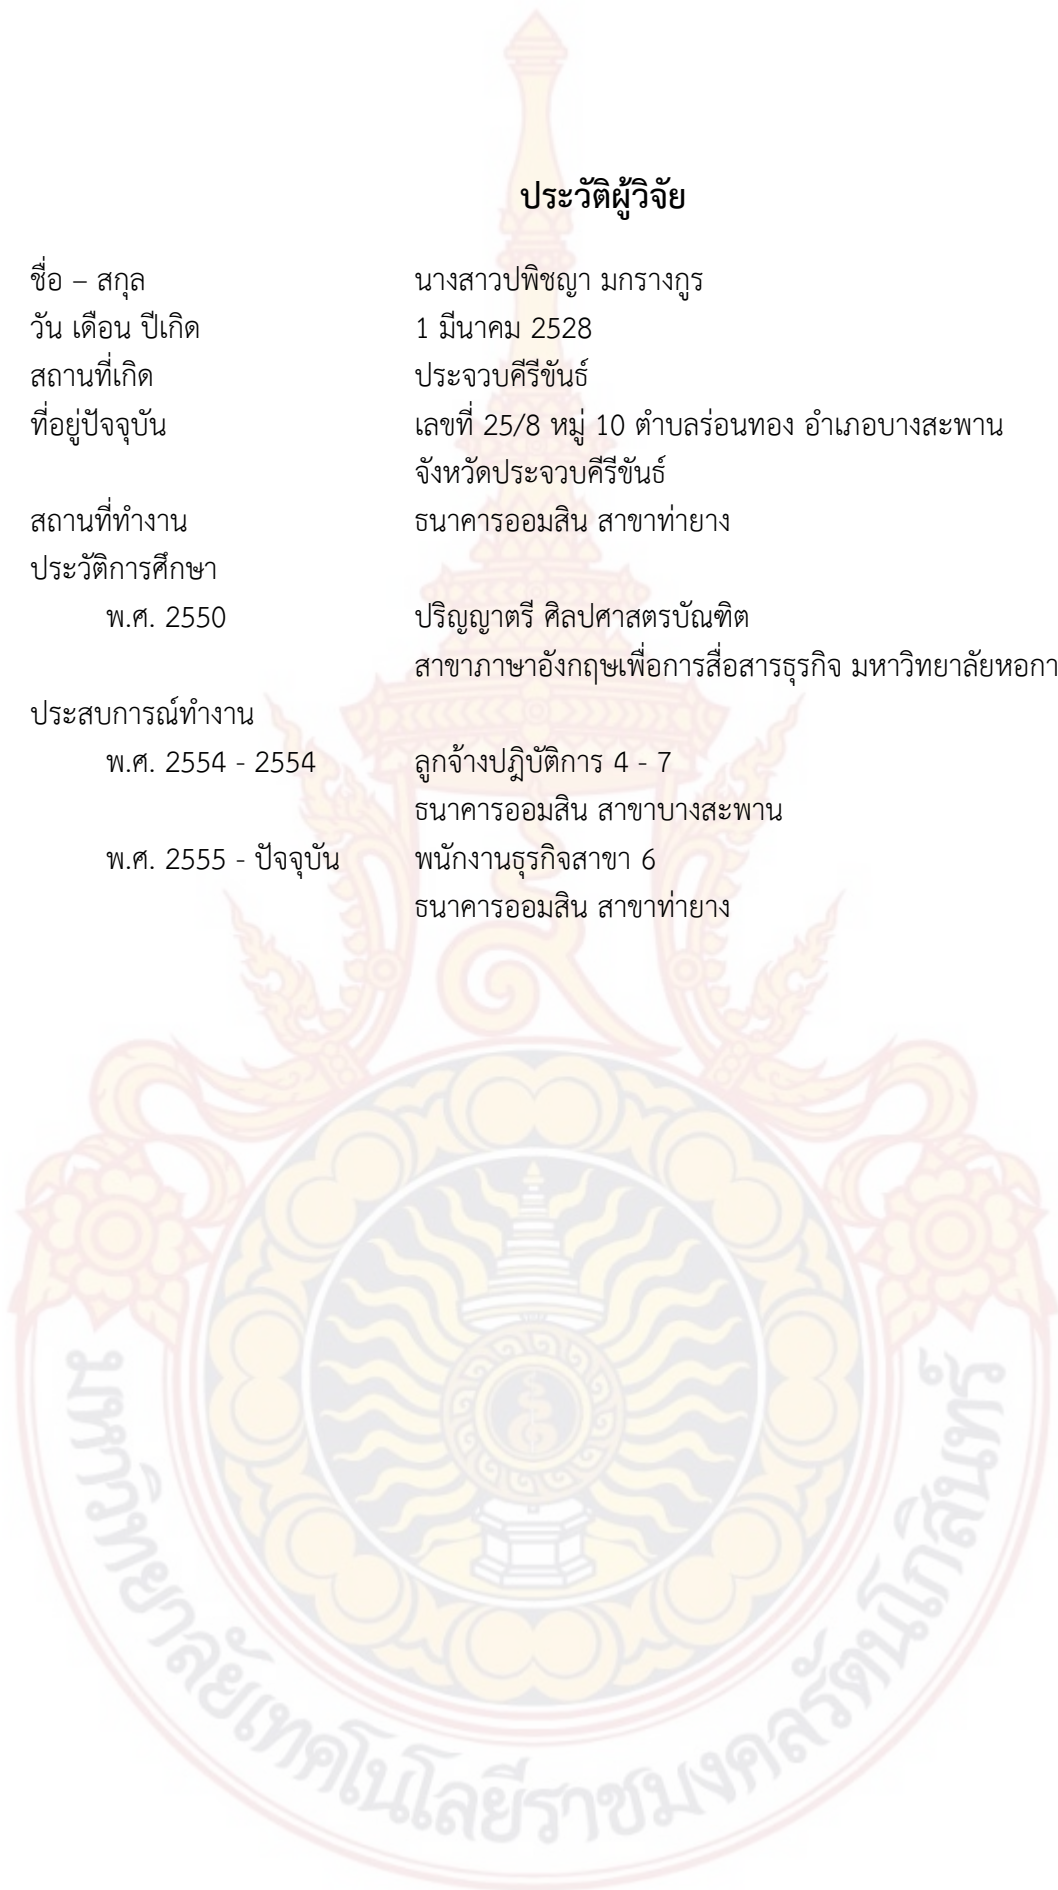 ประวัติผู้วิจัย
ชื่อ – สกุล นางสาวปพิชญา มกรางกูร
วัน เดือน ปีเกิด 1 มีนาคม 2528
สถานที่เกิด ประจวบคีรีขันธ์
ที่อยู่ปัจจุบัน เลขที่ 25/8 หมู่ 10 ตำบลร่อนทอง อำเภอบางสะพาน
จังหวัดประจวบคีรีขันธ์
สถานที่ทำงาน ธนาคารออมสิน สาขาท่ายาง
ประวัติการศึกษา
พ.ศ. 2550 ปริญญาตรี ศิลปศาสตรบัณฑิต
สาขาภาษาอังกฤษเพื่อการสื่อสารธุรกิจ มหาวิทยาลัยหอกา
ประสบการณ์ทำงาน
พ.ศ. 2554 - 2554 ลูกจ้างปฎิบัติการ 4 - 7
ธนาคารออมสิน สาขาบางสะพาน
พ.ศ. 2555 - ปัจจุบัน พนักงานธุรกิจสาขา 6
ธนาคารออมสิน สาขาท่ายาง
มหาวิทยาลัยเทคโนโลยีราชมงคลรัตนโกสินทร์